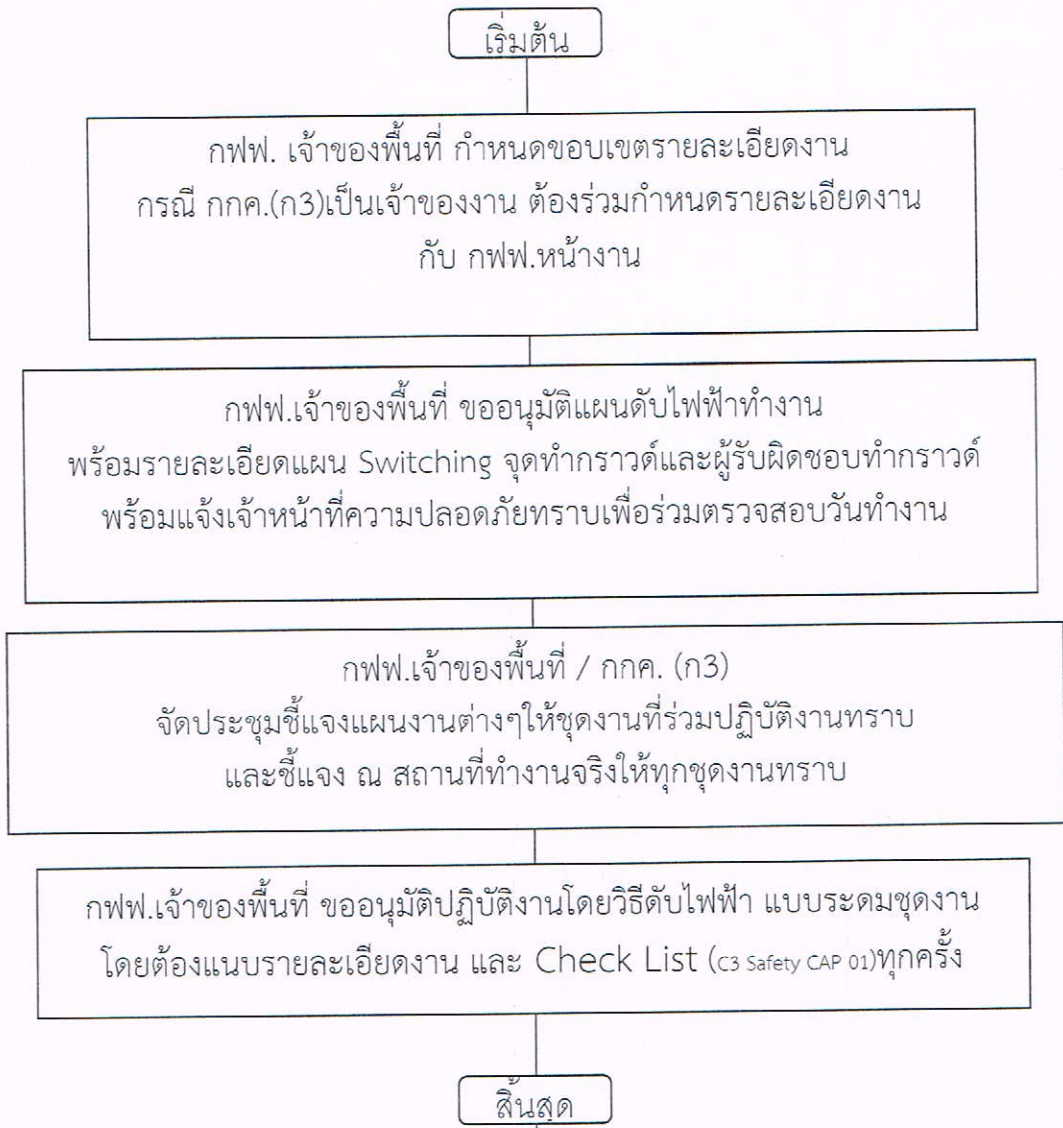 เริ่มต้น
กฟฟ. เจ้าของพื้นที่ กำหนดขอบเขตรายละเอียดงาน
กรณี กกค.(ก3)เป็นเจ้าของงาน ต้องร่วมกำหนดรายละเอียดงาน
กับ กฟฟ.หน้างาน
กฟฟ.เจ้าของพื้นที่ ขออนุมัติแผนดับไฟฟ้าทำงาน
พร้อมรายละเอียดแผน Switching จุดทำกราวด์และผู้รับผิดชอบทำกราวด์
พร้อมแจ้งเจ้าหน้าที่ความปลอดภัยทราบเพื่อร่วมตรวจสอบวันทำงาน
กฟฟ.เจ้าของพื้นที่ / กกค. (ก3)
จัดประชุมชี้แจงแผนงานต่างๆให้ชุดงานที่ร่วมปฏิบัติงานทราบ
และชี้แจง ณ สถานที่ทำงานจริงให้ทุกชุดงานทราบ
กฟฟ.เจ้าของพื้นที่ ขออนุมัติปฏิบัติงานโดยวิธีดับไฟฟ้า แบบระดมชุดงาน
โดยต้องแนบรายละเอียดงาน และ Check List (C3 Safety CAP 01)ทุกครั้ง
สิ้นสุด